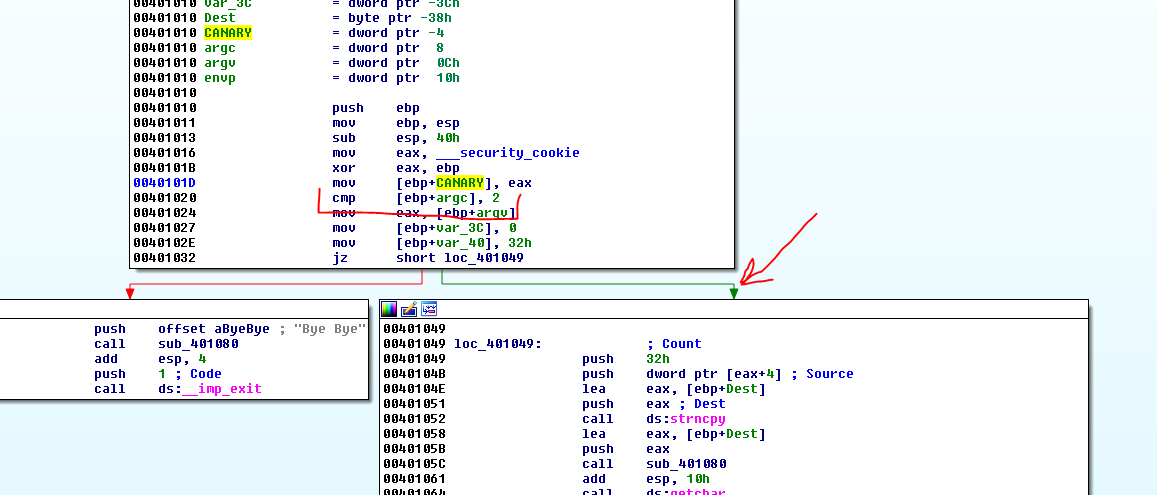 00401010 var_3C = dword ptr -3Ch
00401010 Dest = byte ptr -38h
00401010 CANARY = dword ptr -4
00401010 argc = dword ptr 8
00401010 argv = dword ptr 0Ch
00401010 envp = dword ptr 10h
00401010
00401010 push ebp
00401011 mov ebp, esp
00401013 sub esp, 40h
00401016 mov eax, ___security_cookie
0040101B xor eax, ebp
0040101D mov [ebp+CANARY], eax
00401020 cmp [ebp+argc], 2
00401024 mov eax, [ebp+argv]
00401027 mov [ebp+var_3C], 0
0040102E mov [ebp+var_40], 32h
00401032 jz short loc_401049
push offset aByeBye ; "Bye Bye"
call sub_401080
add esp, 4
push 1 ; Code
call ds:__imp_exit
00401049
00401049 loc_401049: ; Count
00401049 push 32h
0040104B push dword ptr [eax+4] ; Source
0040104E lea eax, [ebp+Dest]
00401051 push eax ; Dest
00401052 call ds:strncpy
00401058 lea eax, [ebp+Dest]
0040105B push eax
0040105C call sub_401080
00401061 add esp, 10h
00401064 call ds:getchar